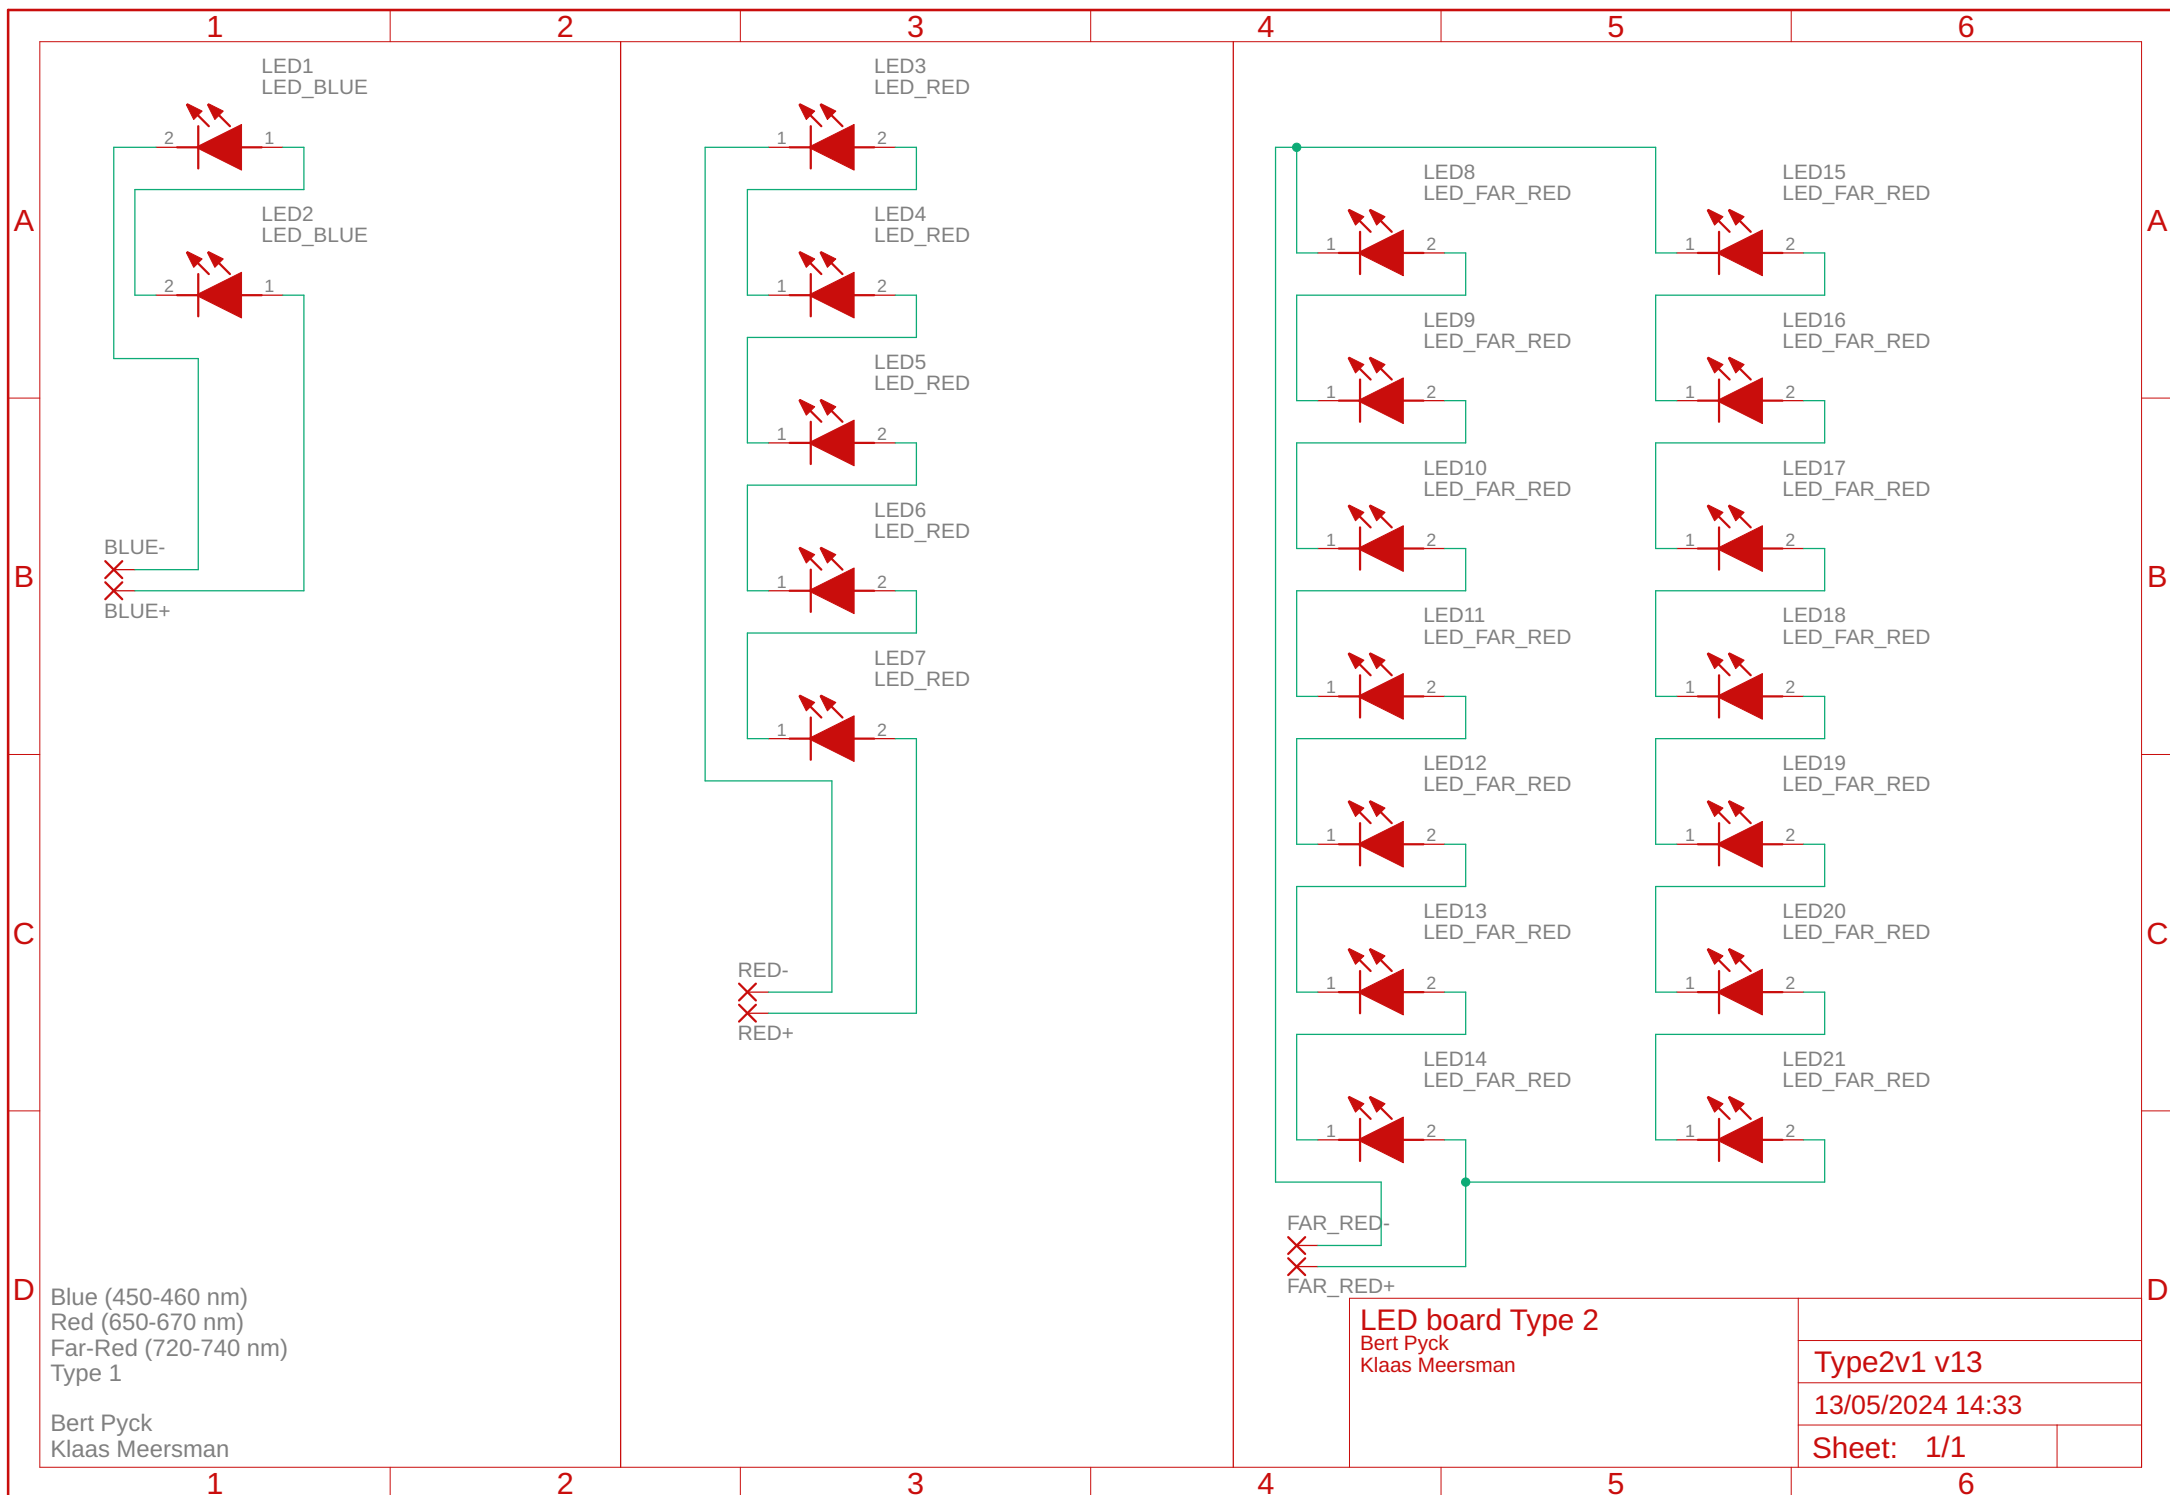 1 2 3 4 5 6
A A
B B
C C
D D
LED1
LED_BLUE
2 1
LED2
LED_BLUE
2 1
BLUE-
BLUE+
LED3
LED_RED
1 2
LED4
LED_RED
1 2
LED5
LED_RED
1 2
LED6
LED_RED
1 2
LED7
LED_RED
1 2
RED-
RED+
LED8
LED_FAR_RED
1 2
LED9
LED_FAR_RED
1 2
LED10
LED_FAR_RED
1 2
LED11
LED_FAR_RED
1 2
LED12
LED_FAR_RED
1 2
LED13
LED_FAR_RED
1 2
LED14
LED_FAR_RED
1 2
LED15
LED_FAR_RED
1 2
LED16
LED_FAR_RED
1 2
LED17
LED_FAR_RED
1 2
LED18
LED_FAR_RED
1 2
LED19
LED_FAR_RED
1 2
LED20
LED_FAR_RED
1 2
LED21
LED_FAR_RED
1 2
FAR_RED-
FAR_RED+
Blue (450-460 nm)
Red (650-670 nm)
Far-Red (720-740 nm)
Type 1
Bert Pyck
Klaas Meersman
LED board Type 2
Bert Pyck
Klaas Meersman
Type2v1 v13
13/05/2024 14:33
Sheet: 1/1
1 2 3 4 5 6